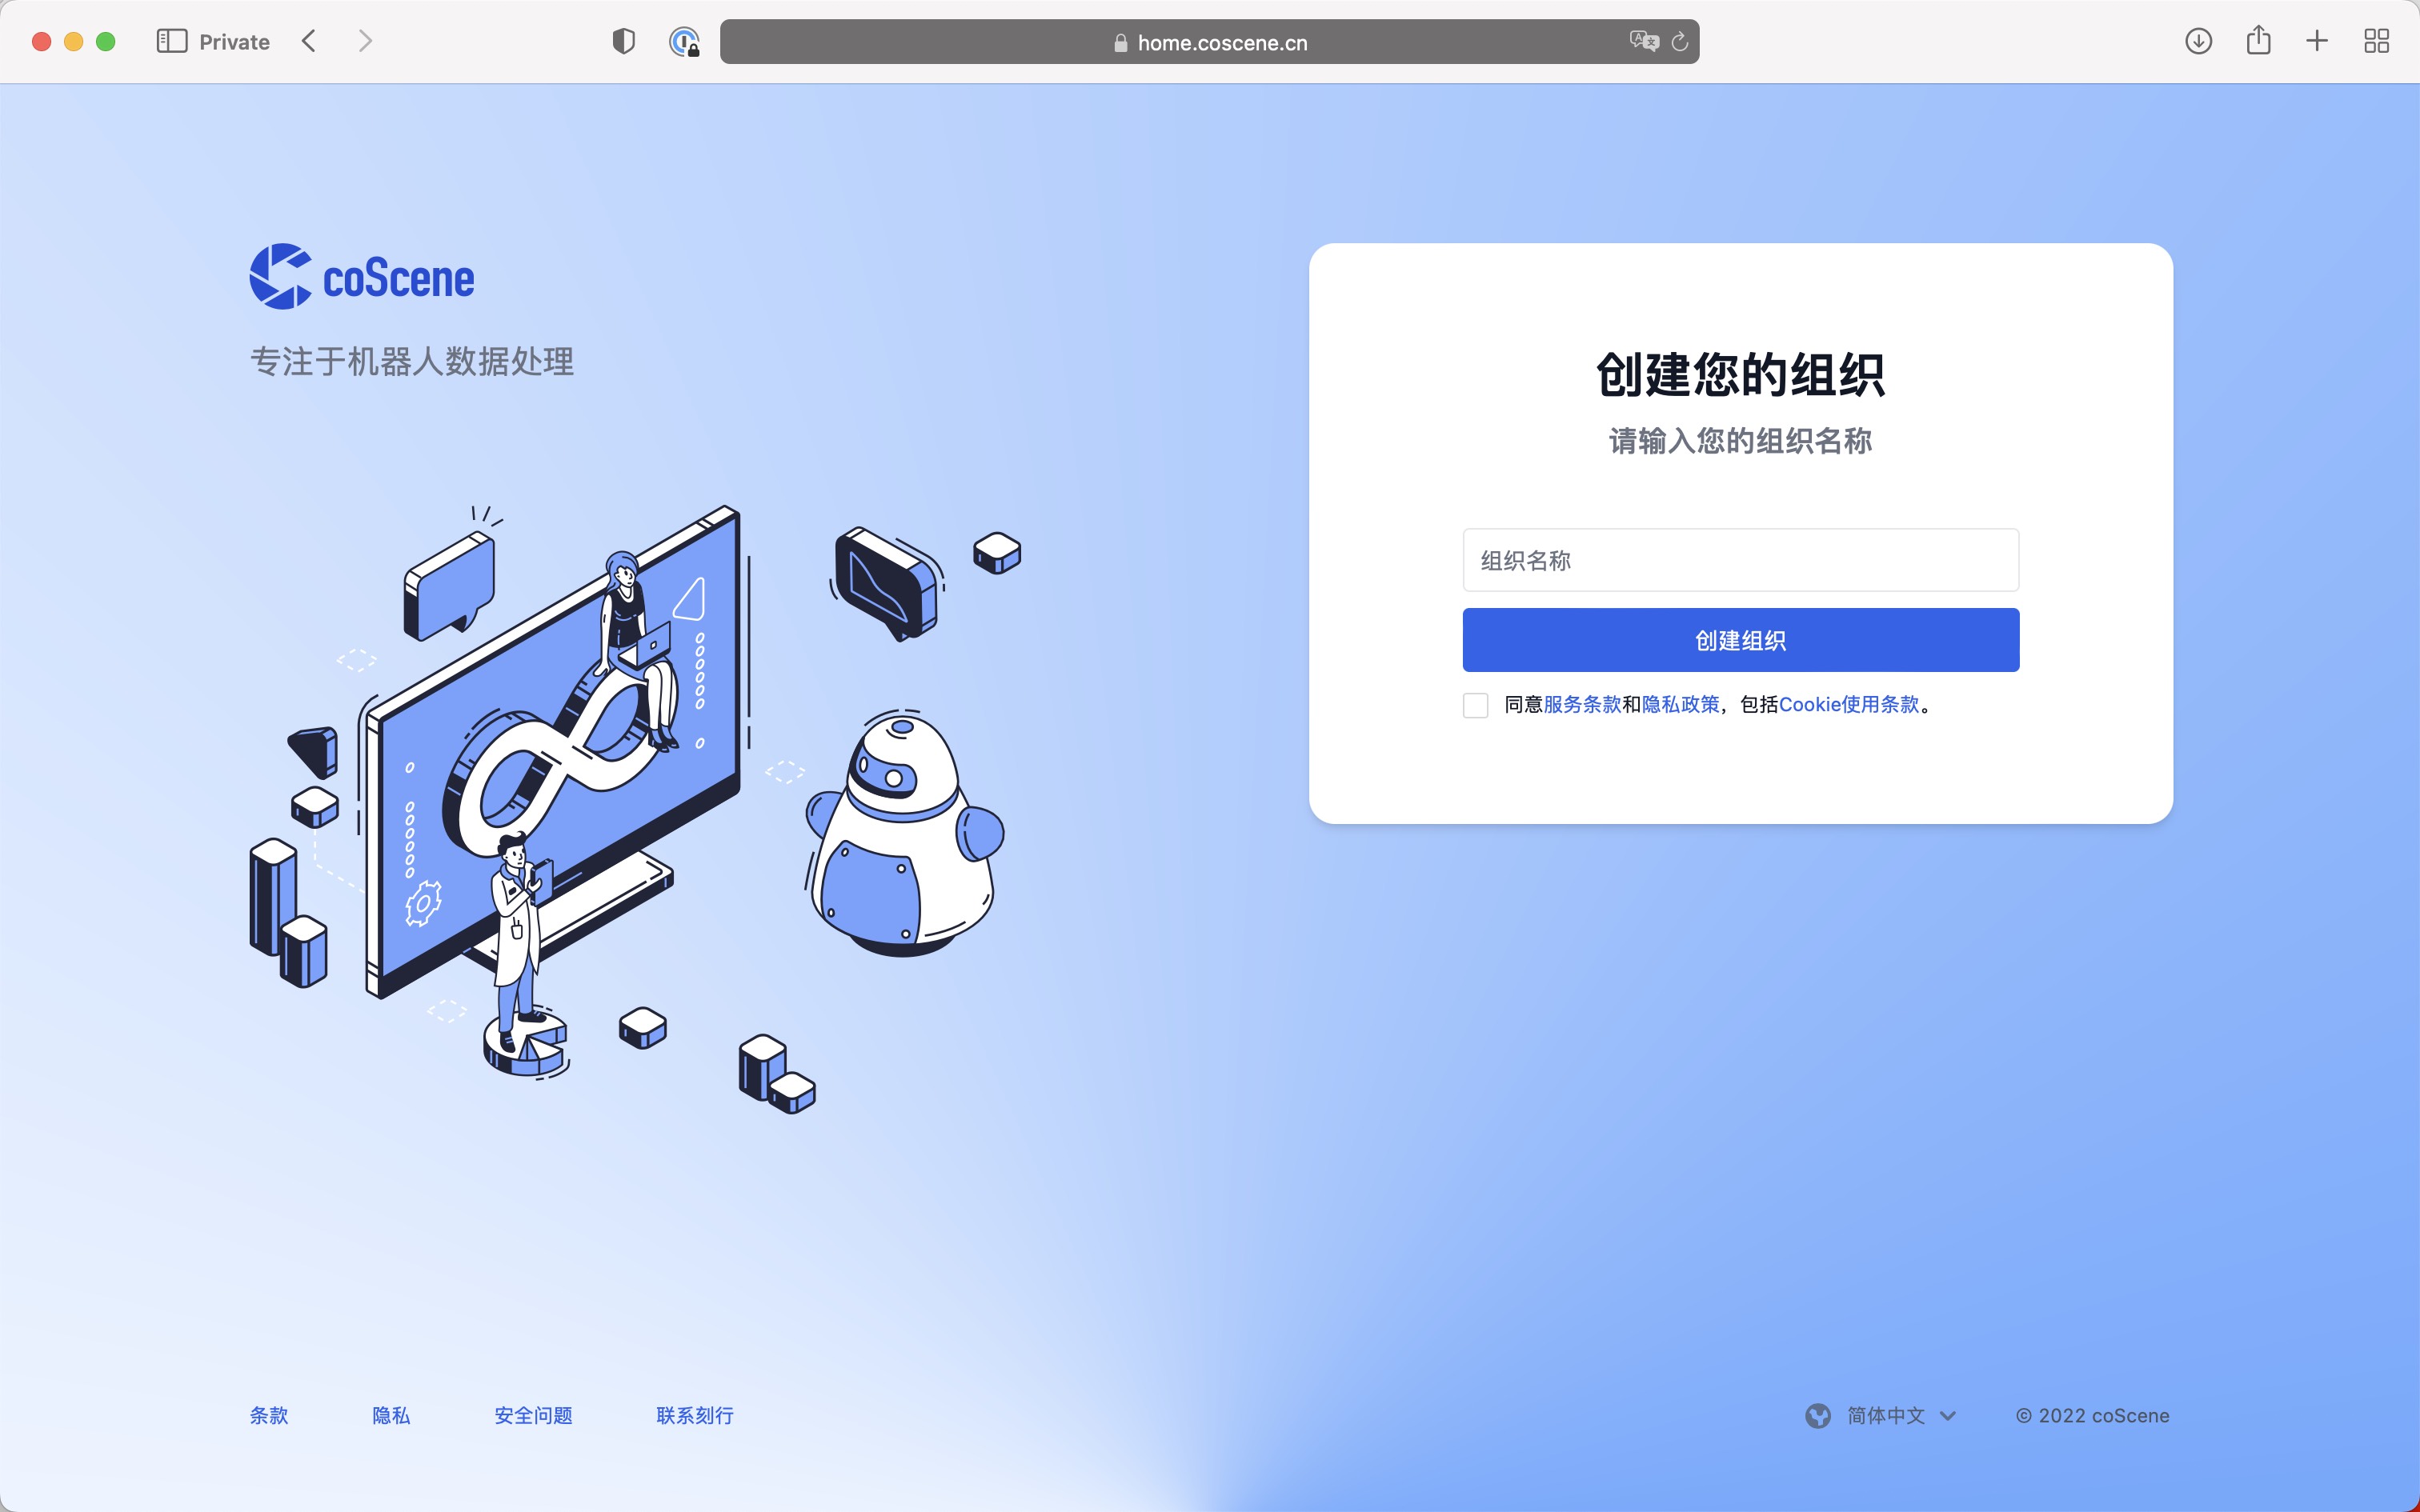 Private
home.coscene.cn
coScene
专注于机器人数据处理
创建您的组织
请输入您的组织名称
组织名称
创建组织
同意服务条款和隐私政策，包括Cookie使用条款。
条款 隐私 安全问题 联系刻行
简体中文 © 2022 coScene